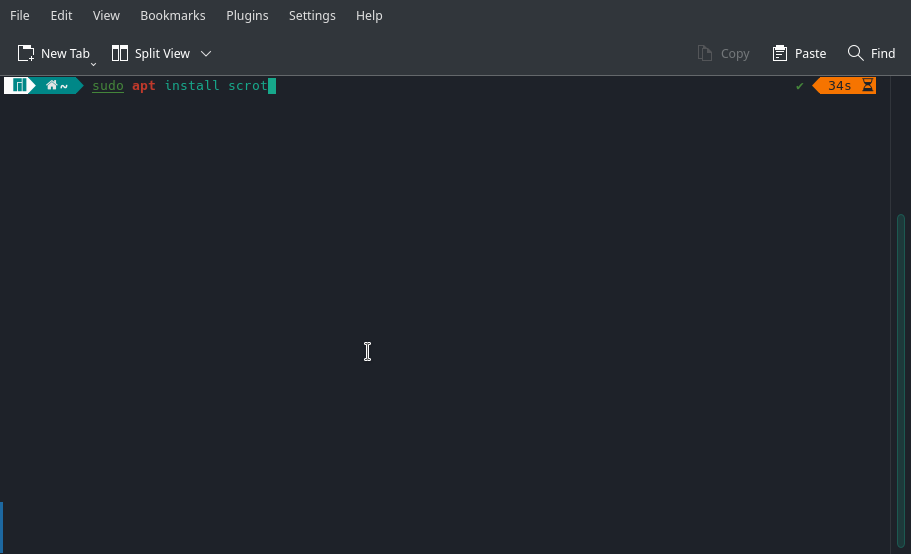 File Edit View Bookmarks Plugins Settings Help
New Tab Split View Copy Paste Find
~ sudo apt install scrot ✔ 34s